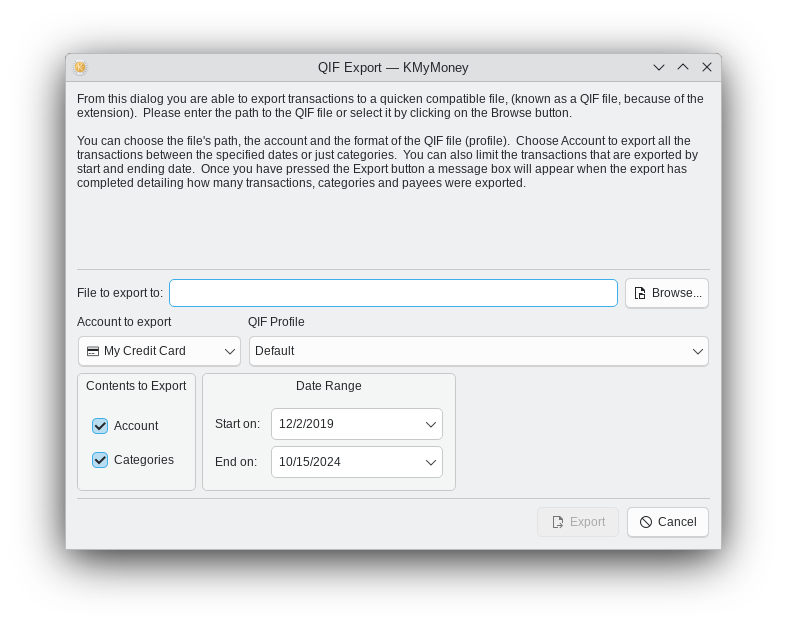 QIF Export — KMyMoney
From this dialog you are able to export transactions to a quicken compatible file, (known as a QIF file, because of the
extension).  Please enter the path to the QIF file or select it by clicking on the Browse button.
You can choose the file's path, the account and the format of the QIF file (profile).  Choose Account to export all the
transactions between the specified dates or just categories.  You can also limit the transactions that are exported by
start and ending date.  Once you have pressed the Export button a message box will appear when the export has
completed detailing how many transactions, categories and payees were exported.
File to export to:
Browse...
Account to export
QIF Profile
My Credit Card
Default
Contents to Export
Date Range
Account
Start on:
12/2/2019
Categories
End on:
10/15/2024
Export
Cancel